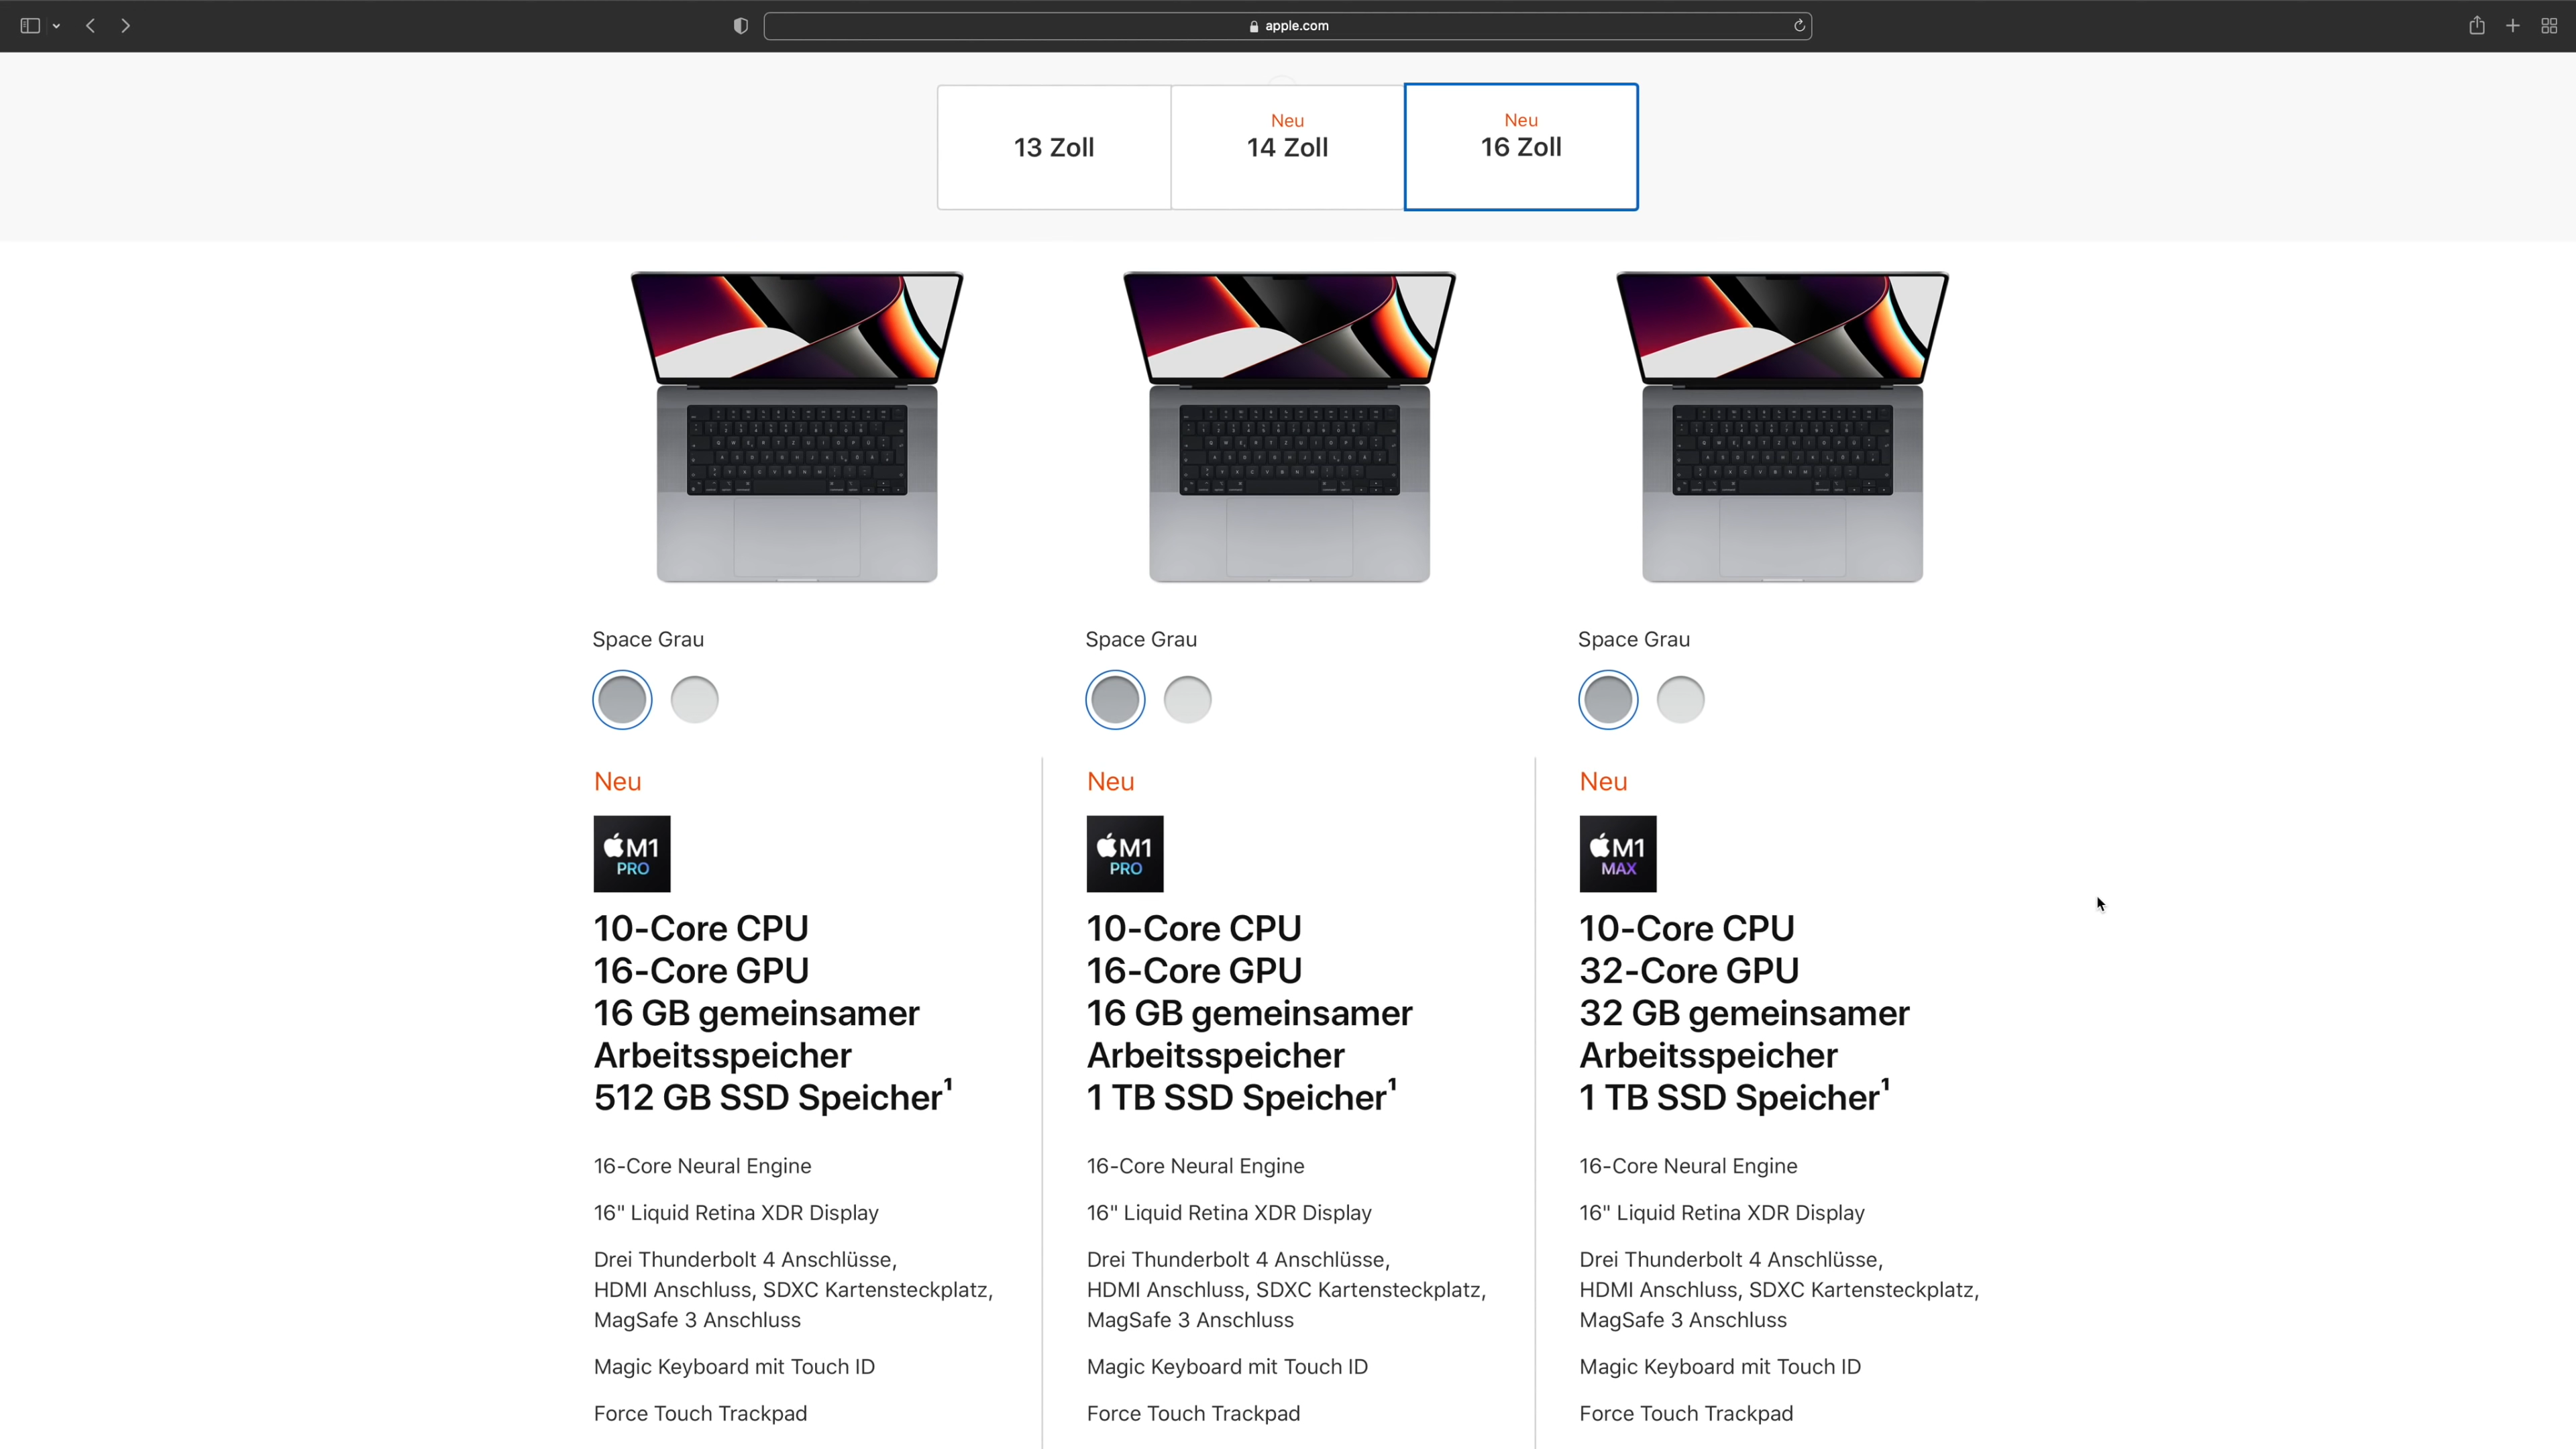 apple.com
13 Zoll
Neu
14 Zoll
Neu
16 Zoll
Space Grau
Neu
M1
PRO
10-Core CPU
16-Core GPU
16 GB gemeinsamer
Arbeitsspeicher
512 GB SSD Speicher¹
16-Core Neural Engine
16" Liquid Retina XDR Display
Drei Thunderbolt 4 Anschlüsse,
HDMI Anschluss, SDXC Kartensteckplatz,
MagSafe 3 Anschluss
Magic Keyboard mit Touch ID
Force Touch Trackpad
Space Grau
Neu
M1
PRO
10-Core CPU
16-Core GPU
16 GB gemeinsamer
Arbeitsspeicher
1 TB SSD Speicher¹
16-Core Neural Engine
16" Liquid Retina XDR Display
Drei Thunderbolt 4 Anschlüsse,
HDMI Anschluss, SDXC Kartensteckplatz,
MagSafe 3 Anschluss
Magic Keyboard mit Touch ID
Force Touch Trackpad
Space Grau
Neu
M1
MAX
10-Core CPU
32-Core GPU
32 GB gemeinsamer
Arbeitsspeicher
1 TB SSD Speicher¹
16-Core Neural Engine
16" Liquid Retina XDR Display
Drei Thunderbolt 4 Anschlüsse,
HDMI Anschluss, SDXC Kartensteckplatz,
MagSafe 3 Anschluss
Magic Keyboard mit Touch ID
Force Touch Trackpad